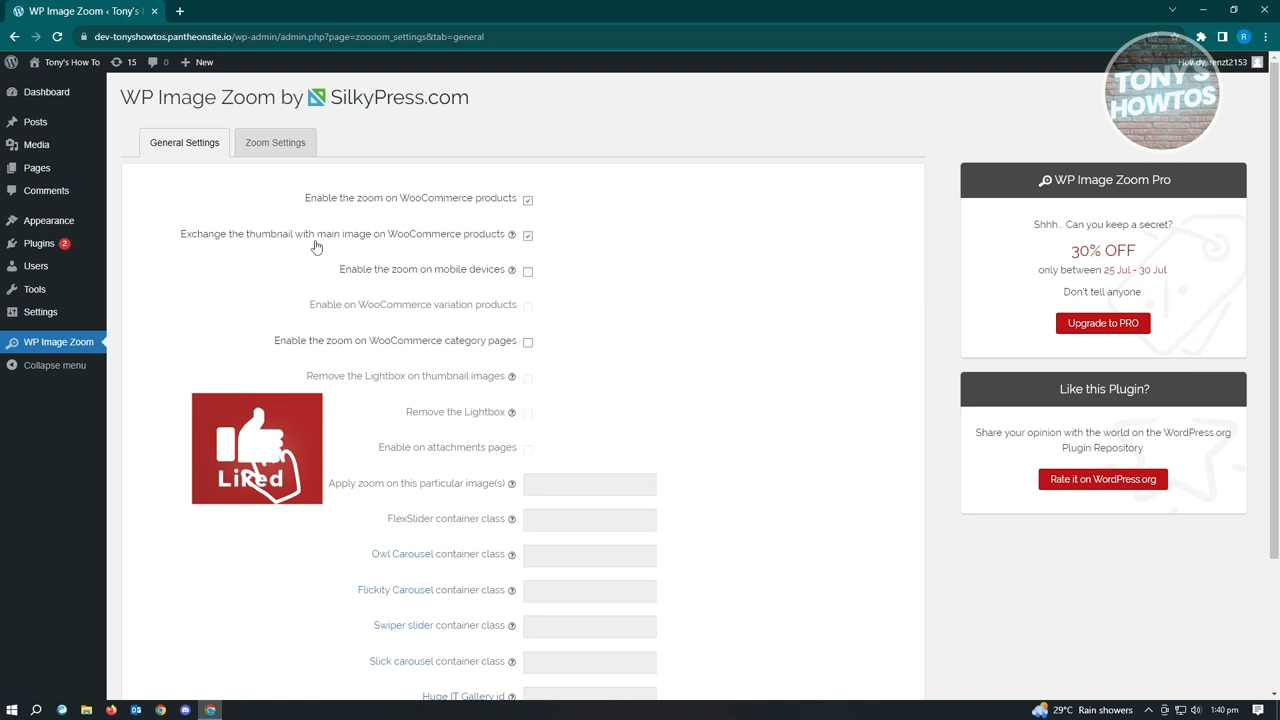 WP Image Zoom ‹ Tony's How T
dev-tonyshowtos.pantheonsite.io/wp-admin/admin.php?page=zooom_settings&tab=general
R
Tony's How To
15
0
New
Howdy, renzt2153
TONY'S
HOWTOS
Dashboard
Posts
Media
Pages
Comments
Appearance
Plugins 2
Users
Tools
Settings
WP Image Zoom
Collapse menu
WP Image Zoom by SilkyPress.com
General Settings
Zoom Settings
Enable the zoom on WooCommerce products
Exchange the thumbnail with main image on WooCommerce products
Enable the zoom on mobile devices
Enable on WooCommerce variation products
Enable the zoom on WooCommerce category pages
Remove the Lightbox on thumbnail images
Remove the Lightbox
Enable on attachments pages
Apply zoom on this particular image(s)
FlexSlider container class
Owl Carousel container class
Flickity Carousel container class
Swiper slider container class
Slick carousel container class
Huge IT Gallery id
LiKed
WP Image Zoom Pro
Shhh... Can you keep a secret?
30% OFF
only between 25 Jul - 30 Jul.
Don't tell anyone.
Upgrade to PRO
Like this Plugin?
Share your opinion with the world on the WordPress.org
Plugin Repository.
Rate it on WordPress.org
29°C Rain showers
1:40 pm